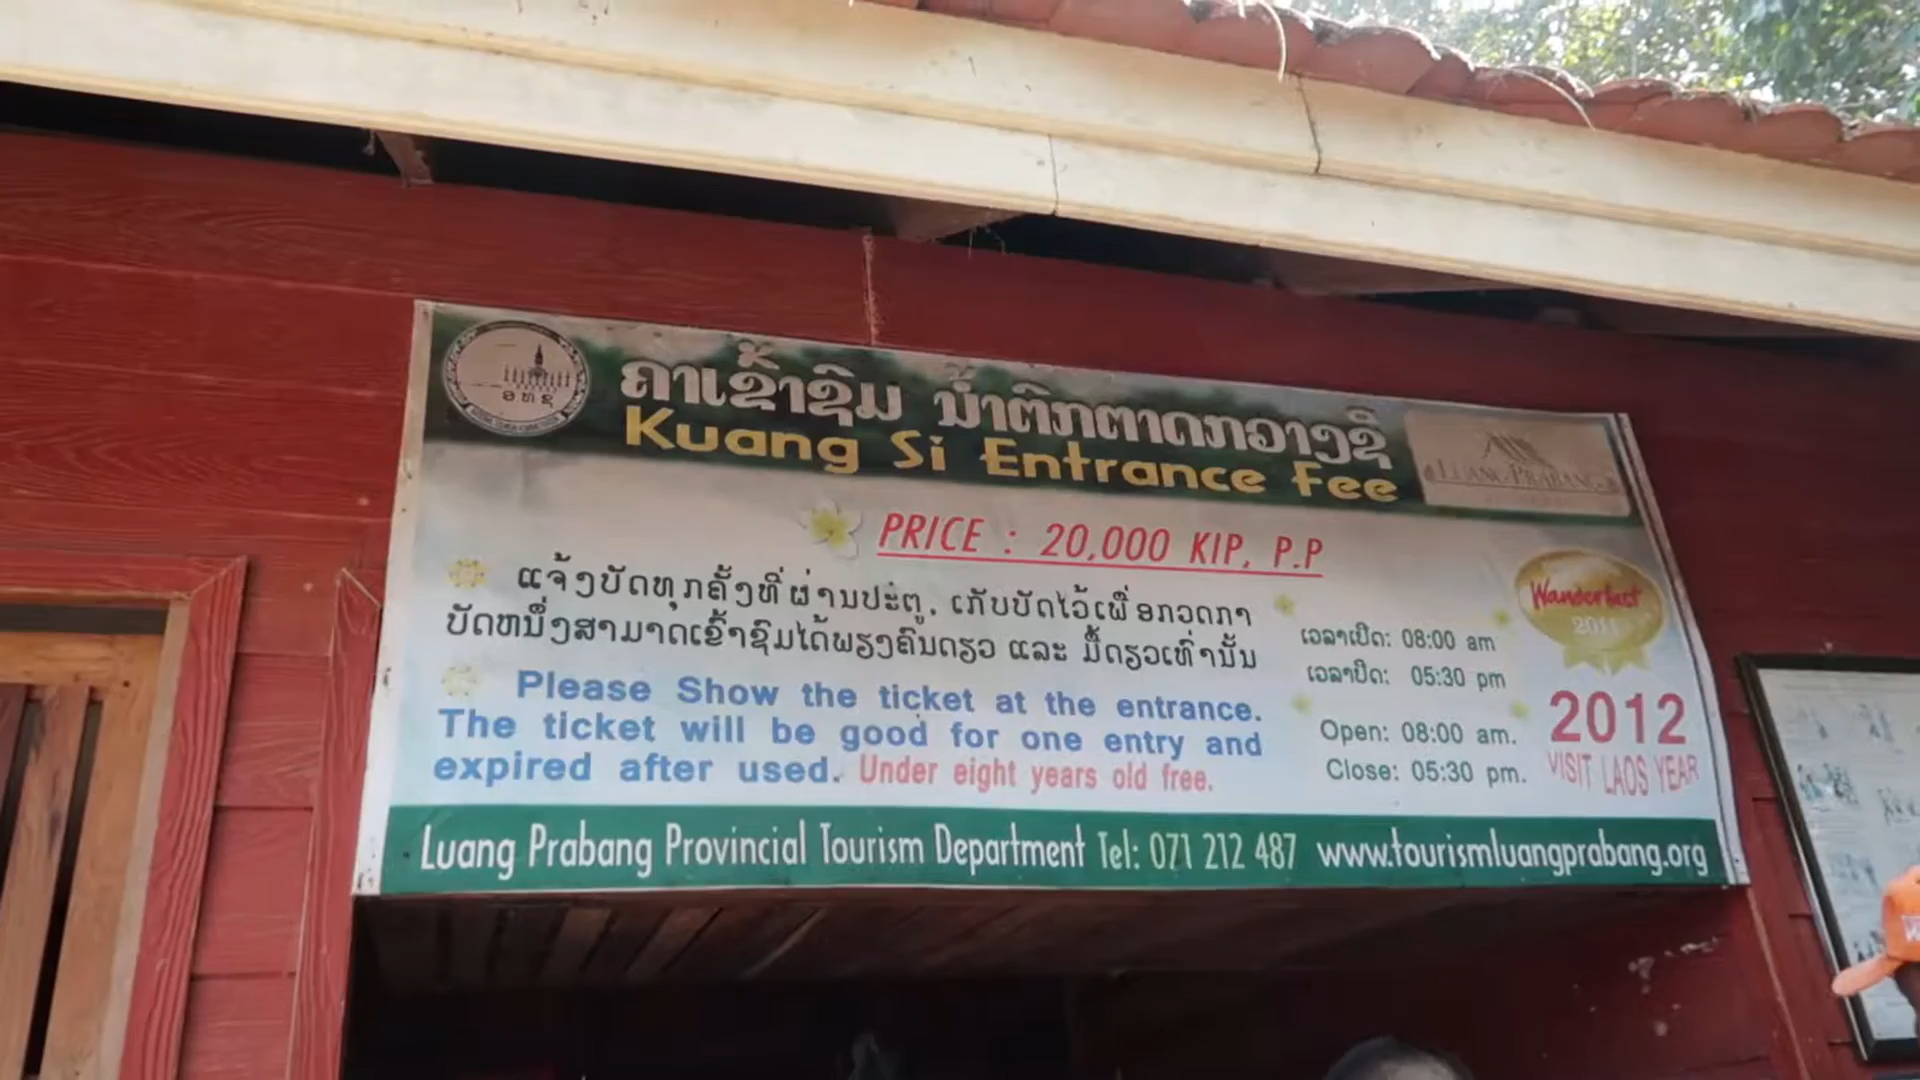 ຄາເຂົ້າຊົມ ນ້ຳຕົກຕາດກວາງຊີ
Kuang Si Entrance Fee
ອ ທ ຊ
LUANG PRABANG
PRICE : 20,000 KIP, P.P
ແຈ້ງບັດທຸກຄັ້ງທີ່ຜ່ານປະຕູ, ເກັບບັດໄວ້ເພື່ອກວດກາ
ບັດຫນຶ່ງສາມາດເຂົ້າຊົມໄດ້ພຽງຄົນດຽວ ແລະ ມື້ດຽວເທົ່ານັ້ນ
Please Show the ticket at the entrance.
The ticket will be good for one entry and
expired after used. Under eight years old free.
ເວລາເປີດ: 08:00 am
ເວລາປິດ: 05:30 pm
Open: 08:00 am.
Close: 05:30 pm.
Wanderlust
2011
2012
VISIT LAOS YEAR
Luang Prabang Provincial Tourism Department Tel: 071 212 487 www.tourismluangprabang.org